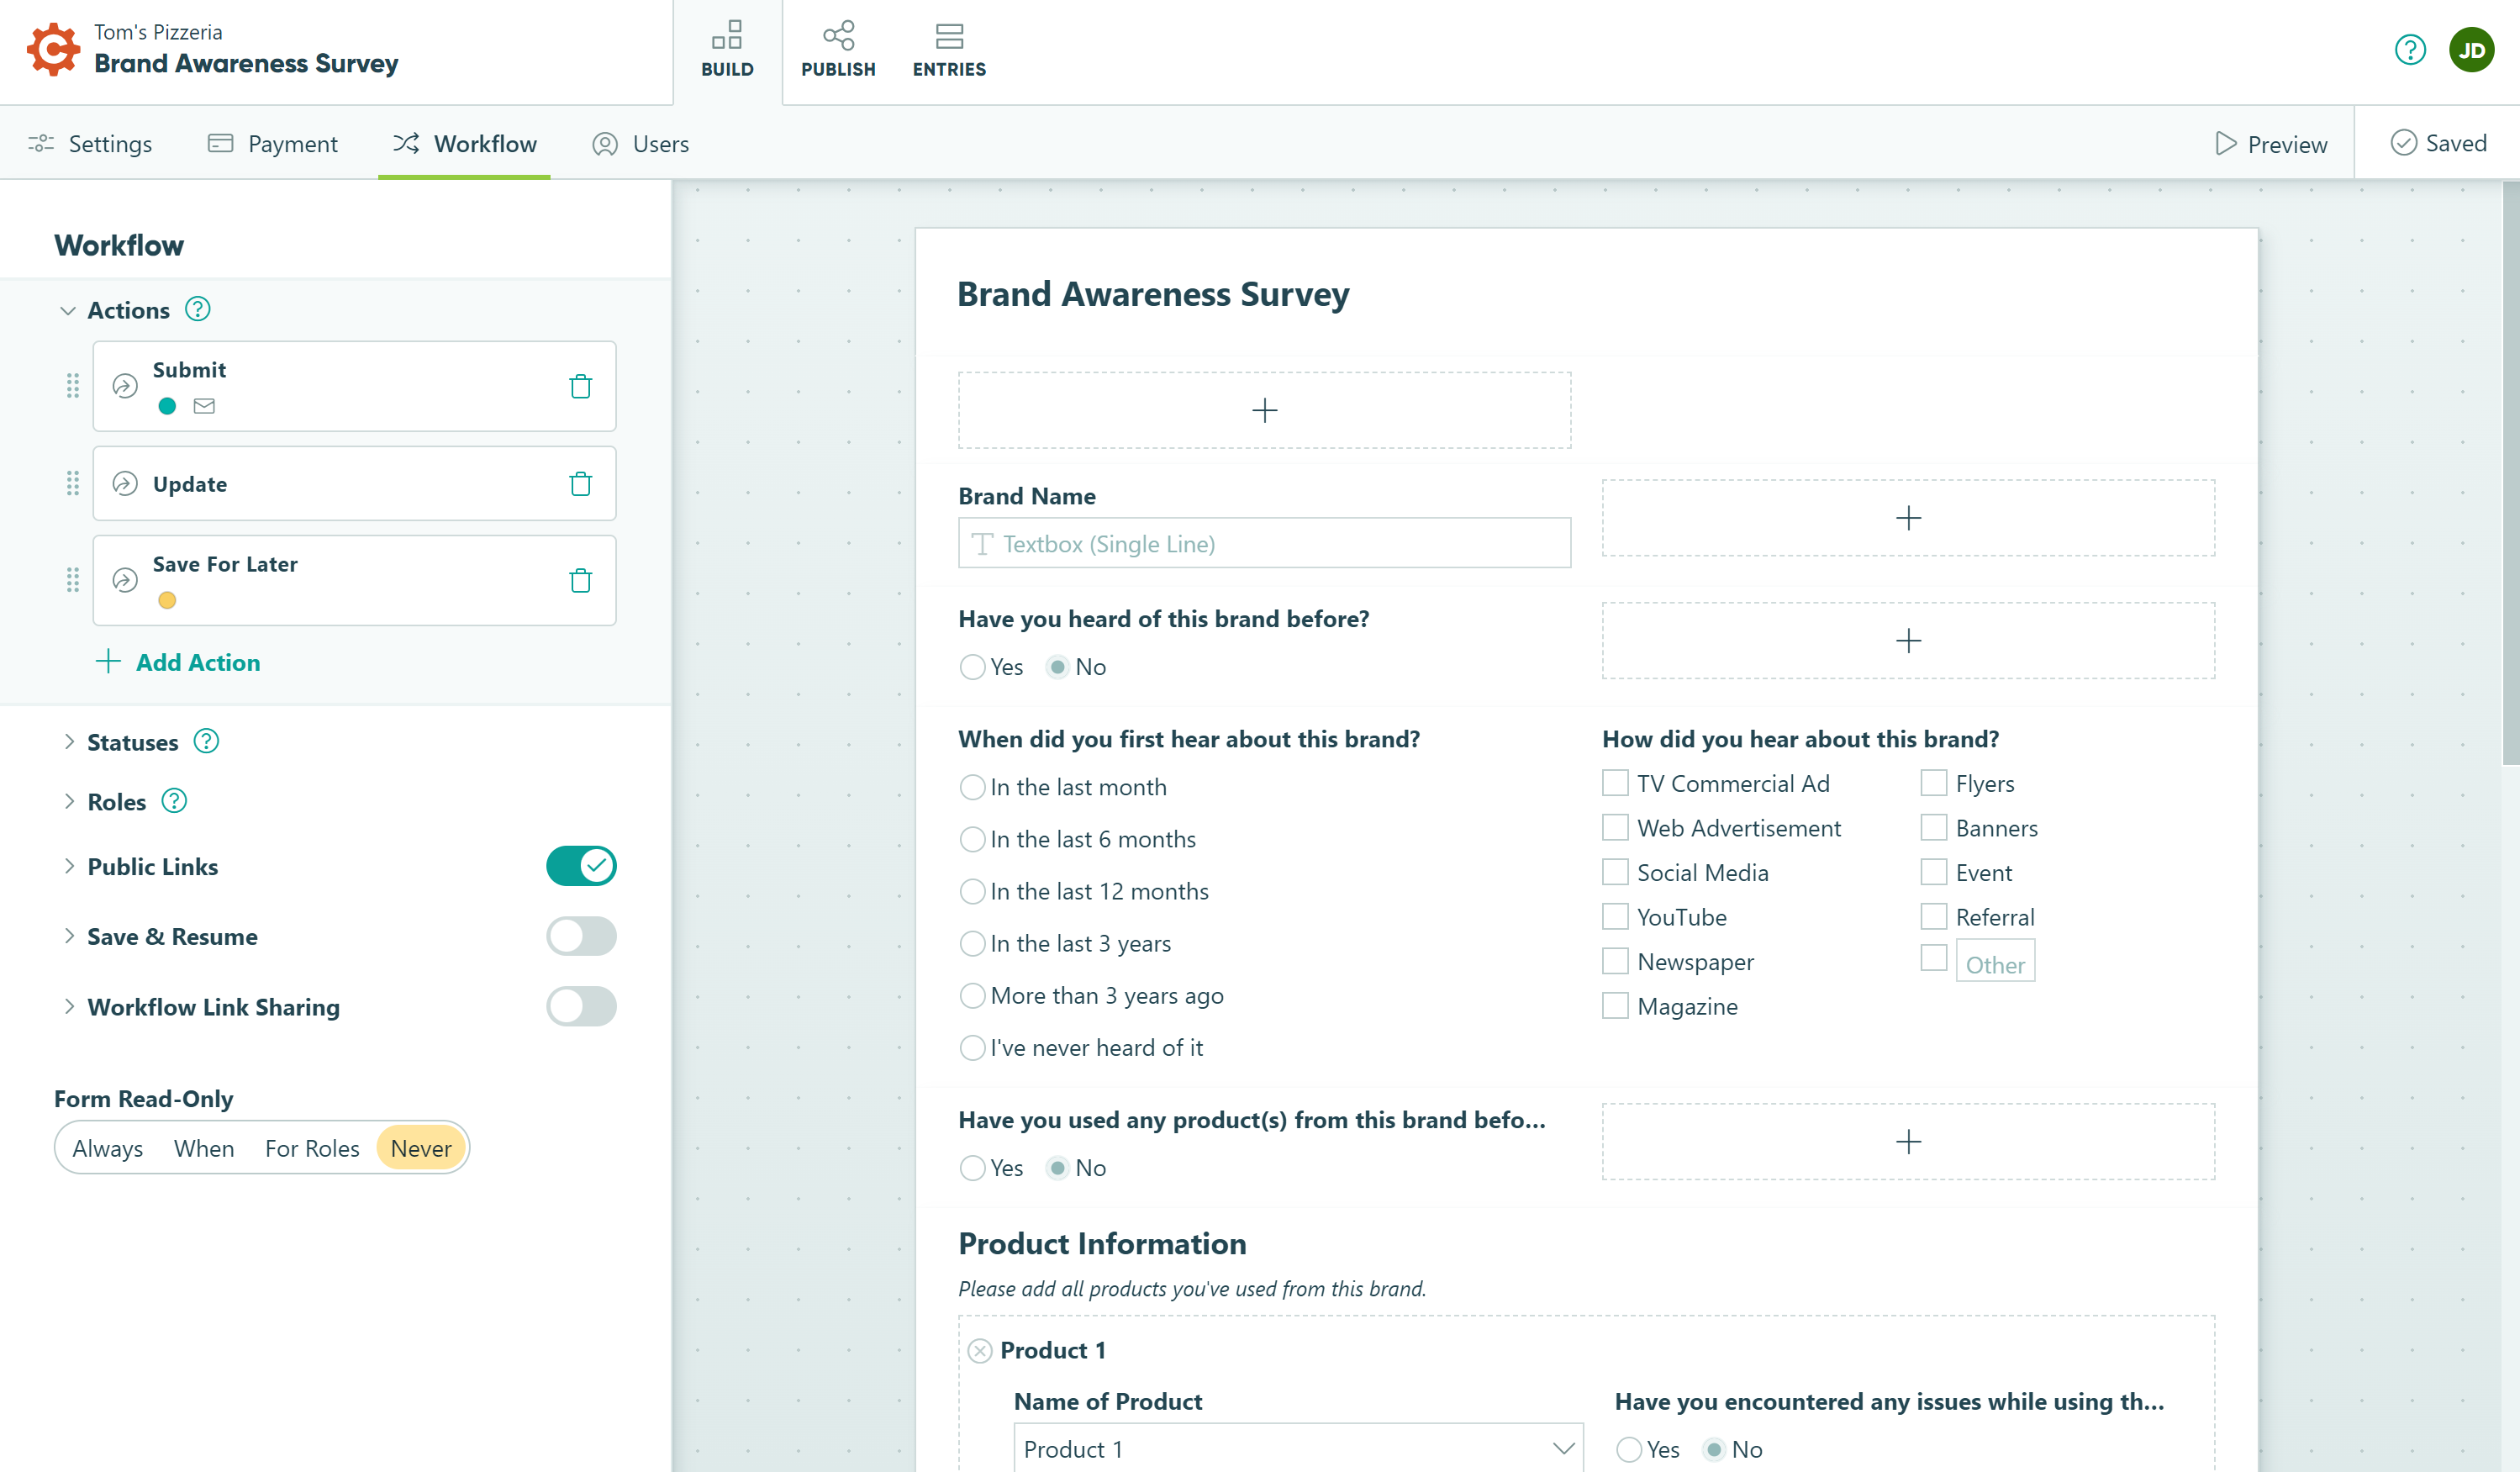 Tom's Pizzeria
Brand Awareness Survey
BUILD
PUBLISH
ENTRIES
JD
Settings
Payment
Workflow
Users
Preview
Saved
Workflow
Actions
Submit
Update
Save For Later
Add Action
Statuses
Roles
Public Links
Save & Resume
Workflow Link Sharing
Form Read-Only
Always When For Roles Never
Brand Awareness Survey
Brand Name
Textbox (Single Line)
Have you heard of this brand before?
Yes No
When did you first hear about this brand?
In the last month
In the last 6 months
In the last 12 months
In the last 3 years
More than 3 years ago
I've never heard of it
How did you hear about this brand?
TV Commercial Ad
Web Advertisement
Social Media
YouTube
Newspaper
Magazine
Flyers
Banners
Event
Referral
Other
Have you used any product(s) from this brand befo...
Yes No
Product Information
Please add all products you've used from this brand.
Product 1
Name of Product
Product 1
Have you encountered any issues while using th...
Yes No